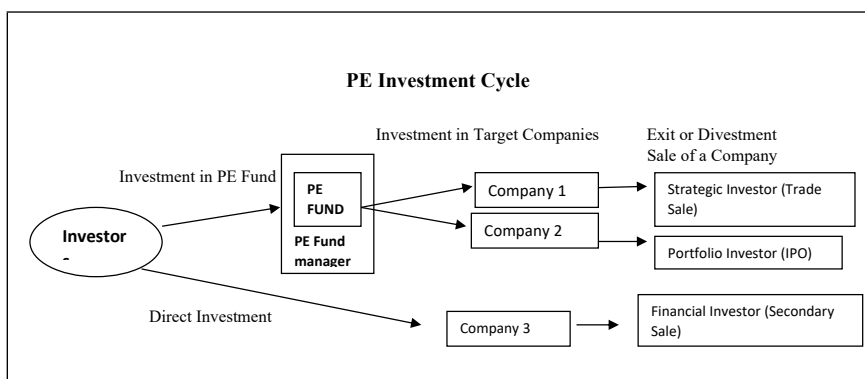 PE Investment Cycle
Investment in Target Companies
Exit or Divestment
Sale of a Company
Investment in PE Fund
PE
FUND
PE Fund
manager
Investor
Company 1
Company 2
Strategic Investor (Trade
Sale)
Portfolio Investor (IPO)
Direct Investment
Company 3
Financial Investor (Secondary
Sale)